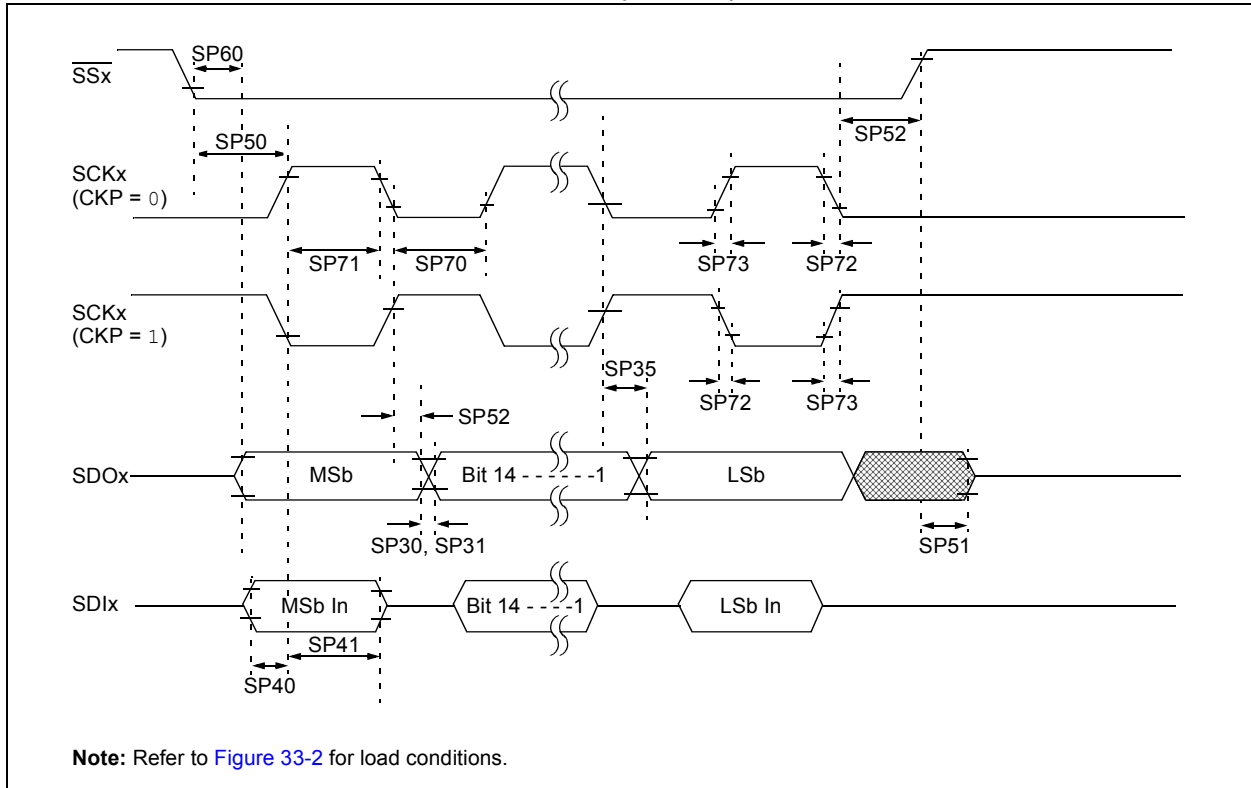 SP60
SSx
SP52
SP50
SCKx
(CKP = 0)
SP71
SP70
SP73
SP72
SCKx
(CKP = 1)
SP35
SP72
SP73
SP52
SDOx
MSb
Bit 14 - - - - - -1
LSb
SP30, SP31
SP51
SDIx
MSb In
Bit 14 - - - -1
LSb In
SP41
SP40
Note: Refer to Figure 33-2 for load conditions.